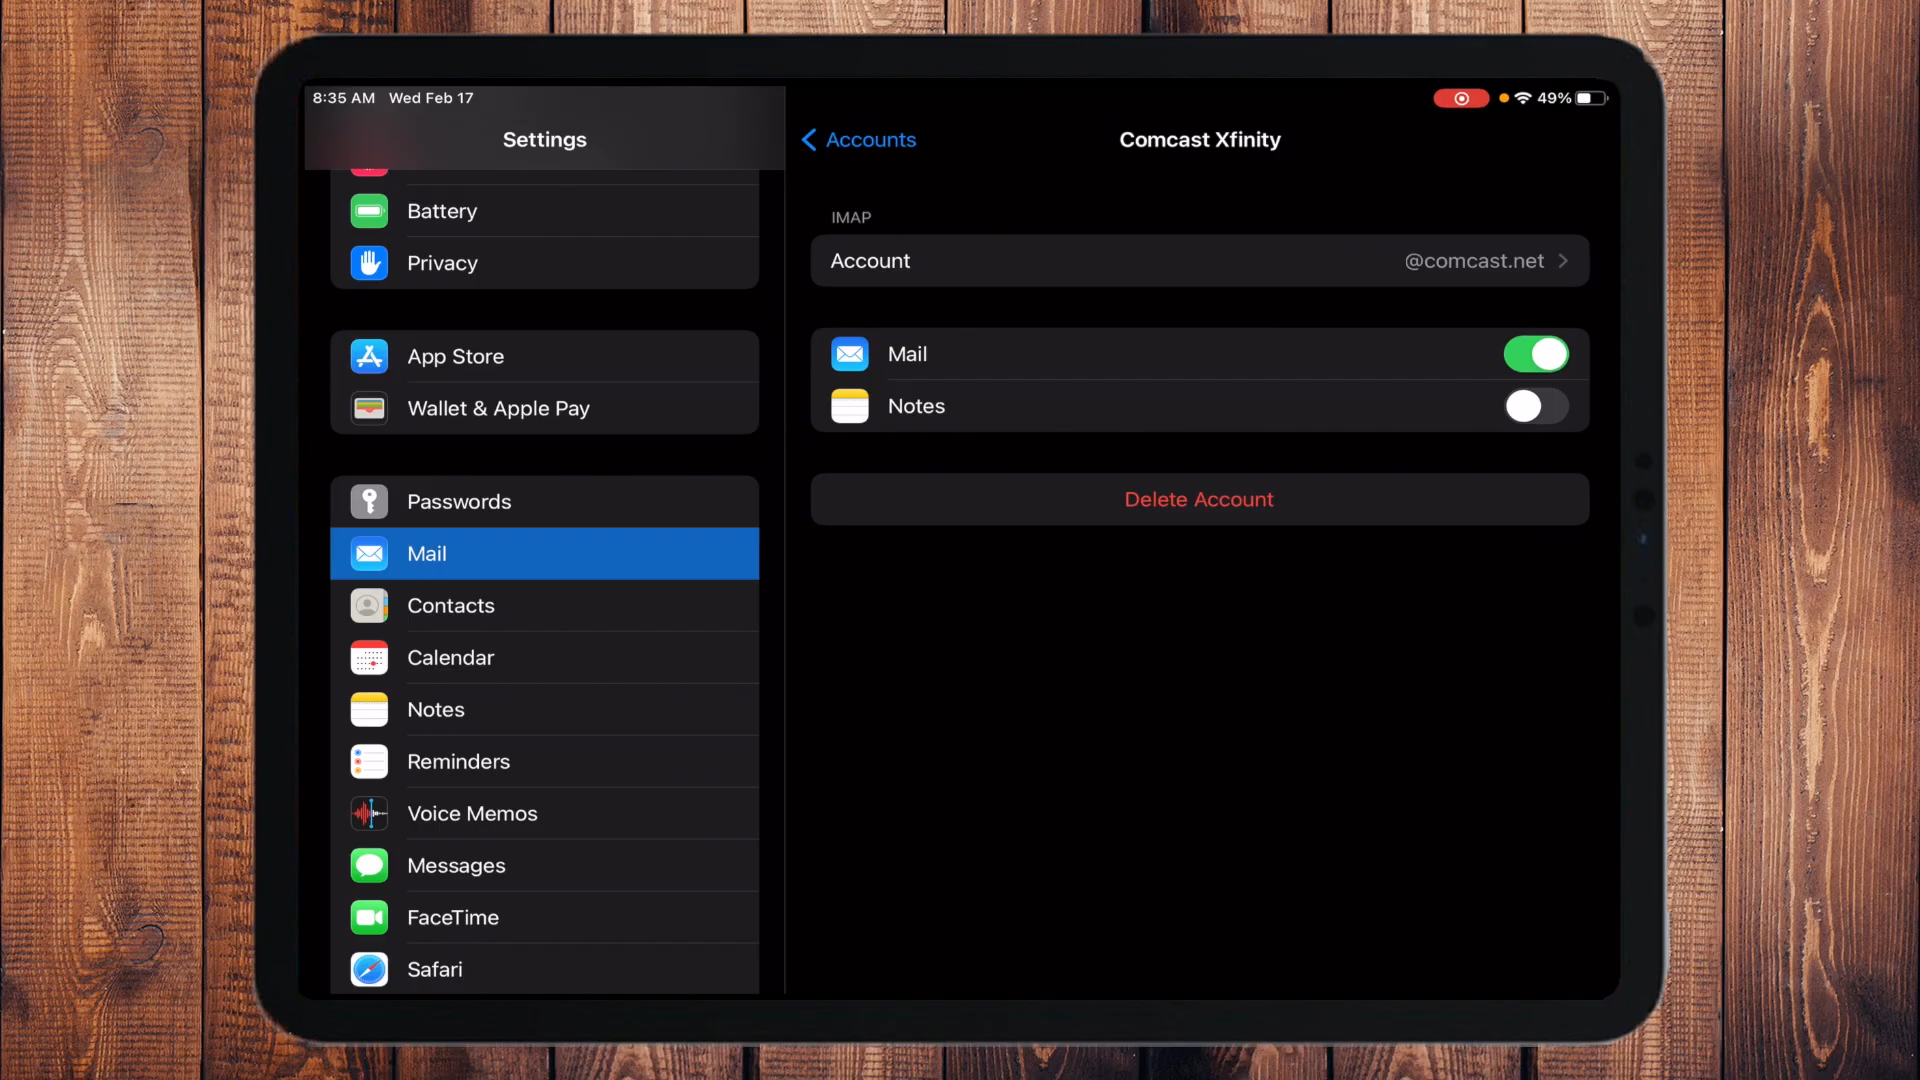 8:35 AM Wed Feb 17
49%
Settings
Battery
Privacy
App Store
Wallet & Apple Pay
Passwords
Mail
Contacts
Calendar
Notes
Reminders
Voice Memos
Messages
FaceTime
Safari
Accounts
Comcast Xfinity
IMAP
Account @comcast.net
Mail
Notes
Delete Account